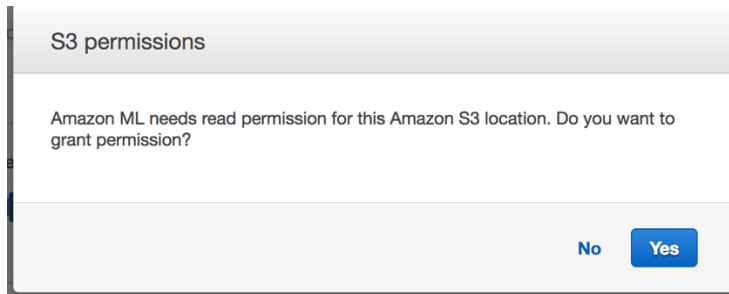 S3 permissions
Amazon ML needs read permission for this Amazon S3 location. Do you want to
grant permission?
No
Yes